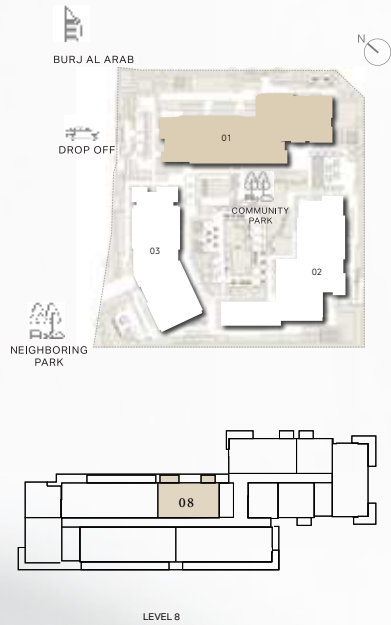 N
BURJ AL ARAB
DROP OFF
01
COMMUNITY
PARK
03
02
NEIGHBORING
PARK
08
LEVEL 8